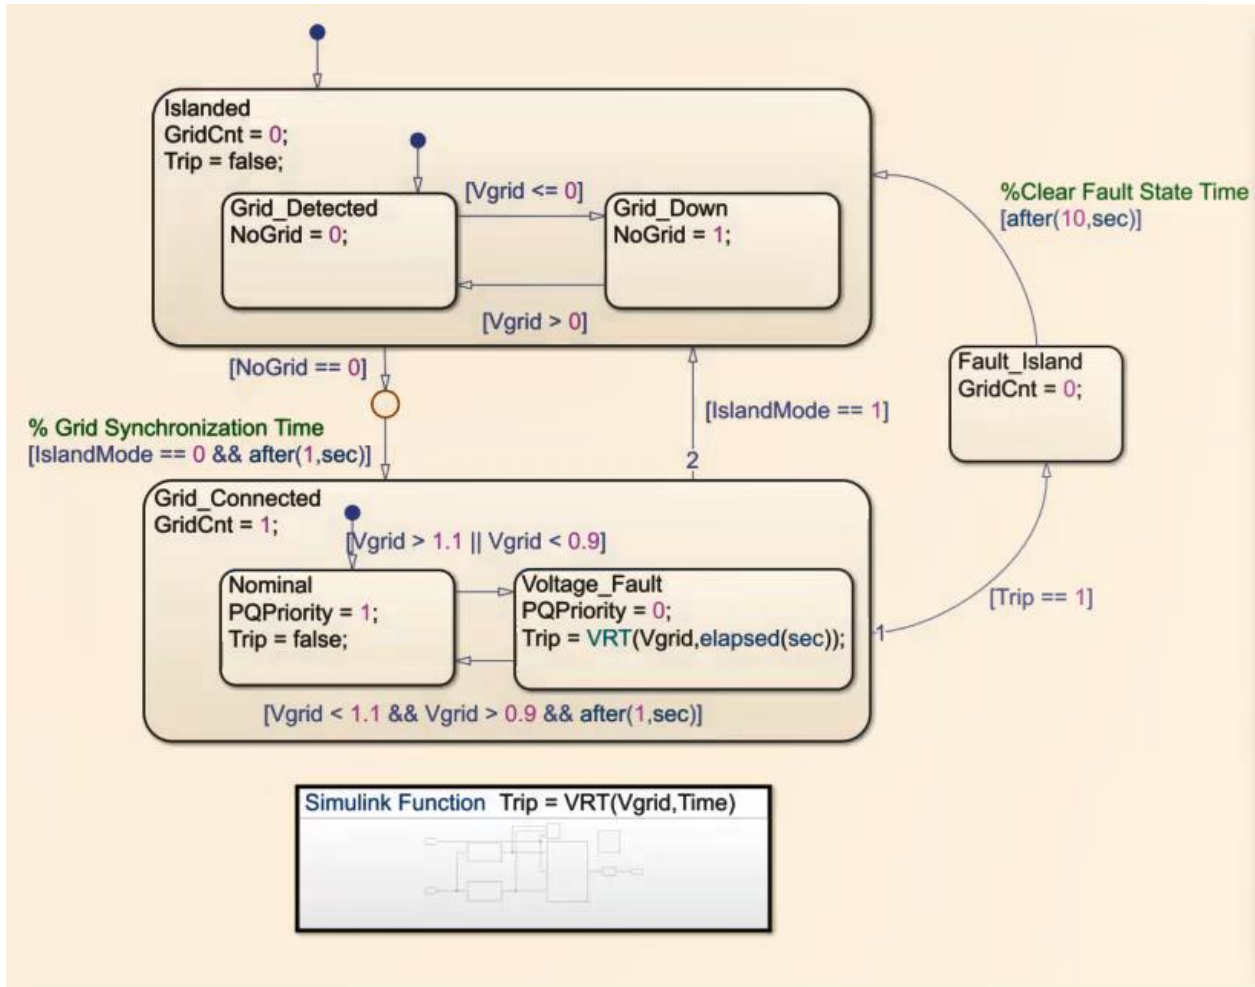 Islanded
GridCnt = 0;
Trip = false;
Grid_Detected
NoGrid = 0;
[Vgrid <= 0]
Grid_Down
NoGrid = 1;
[Vgrid > 0]
%Clear Fault State Time
[after(10,sec)]
[NoGrid == 0]
% Grid Synchronization Time
[IslandMode == 0 && after(1,sec)]
[IslandMode == 1]
2
Fault_Island
GridCnt = 0;
Grid_Connected
GridCnt = 1;
[Vgrid > 1.1 || Vgrid < 0.9]
Nominal
PQPriority = 1;
Trip = false;
Voltage_Fault
PQPriority = 0;
Trip = VRT(Vgrid,elapsed(sec));
1
[Trip == 1]
[Vgrid < 1.1 && Vgrid > 0.9 && after(1,sec)]
Simulink Function Trip = VRT(Vgrid,Time)